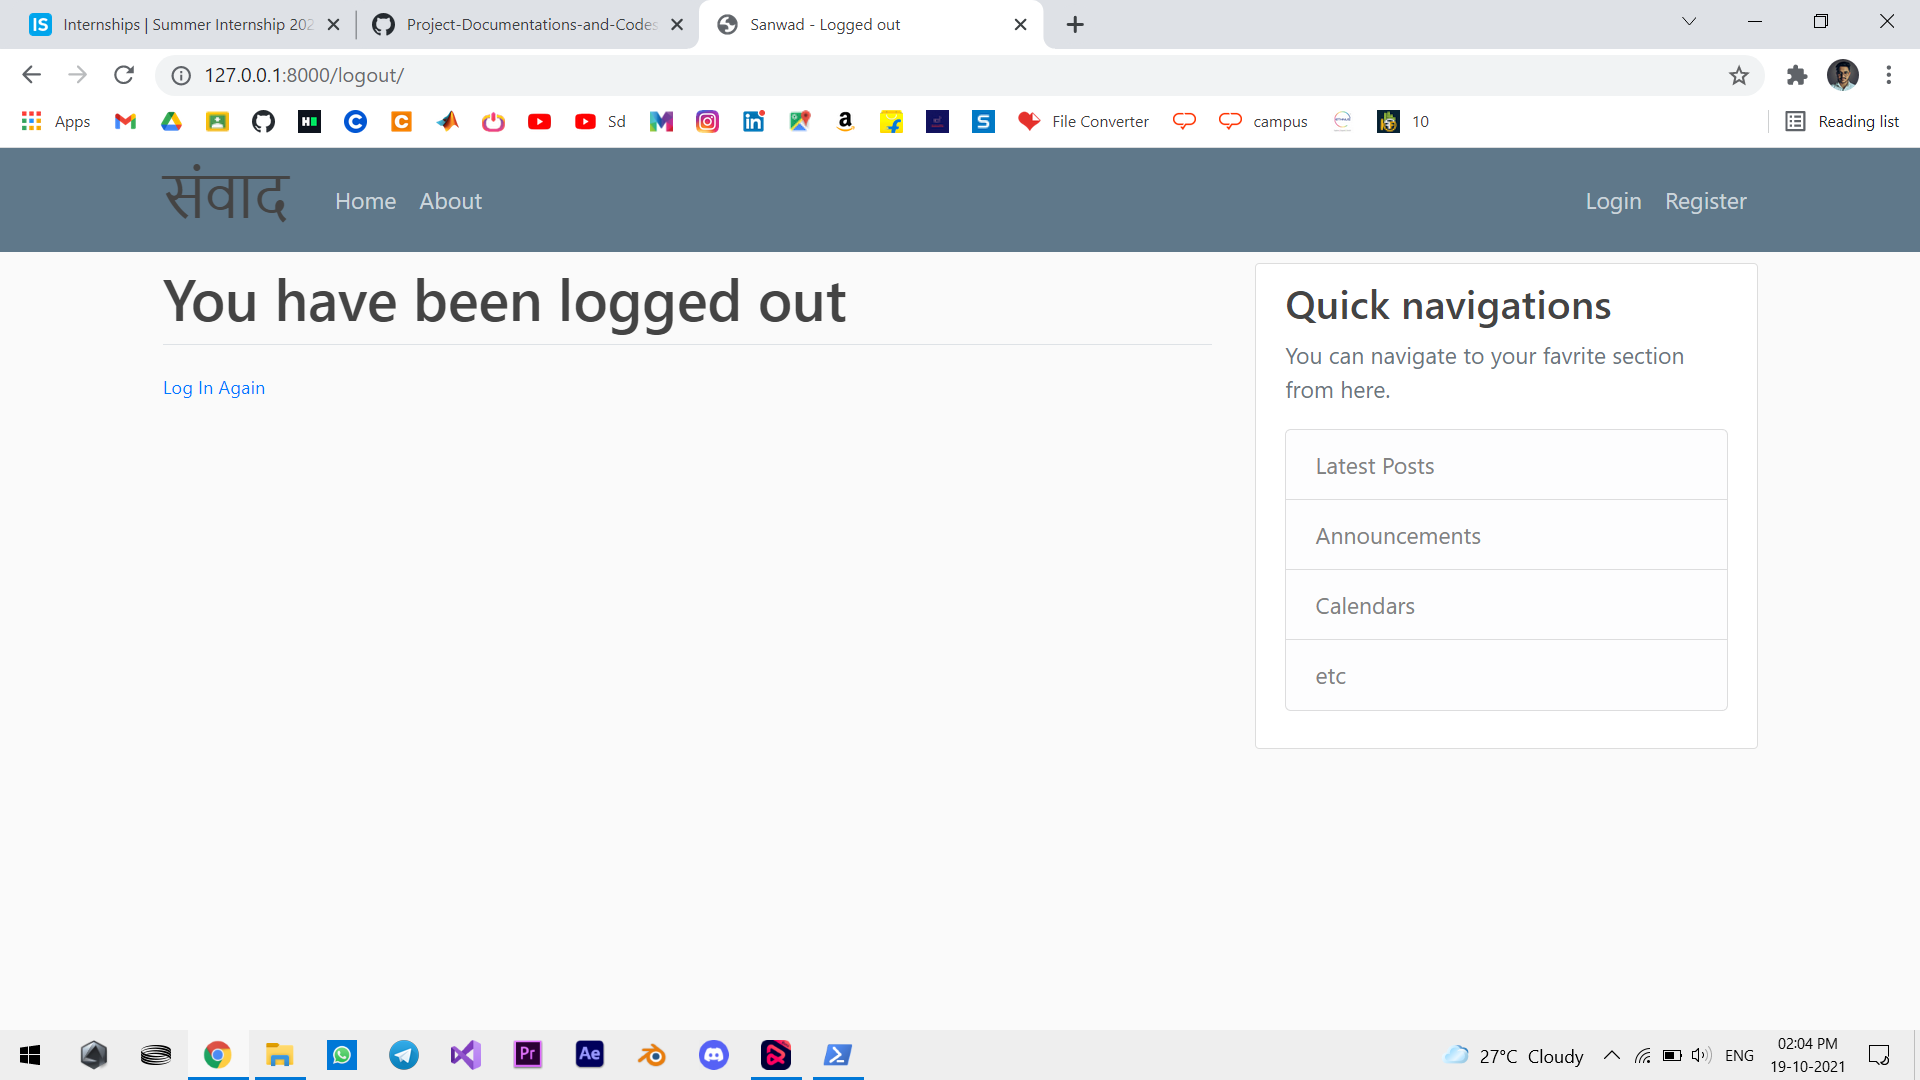 Internships | Summer Internship 202
Project-Documentations-and-Codes
Sanwad - Logged out
127.0.0.1:8000/logout/
Apps
Sd
File Converter
campus
10
Reading list
संवाद
Home
About
Login
Register
You have been logged out
Log In Again
Quick navigations
You can navigate to your favrite section
from here.
Latest Posts
Announcements
Calendars
etc
27°C Cloudy
ENG
02:04 PM
19-10-2021